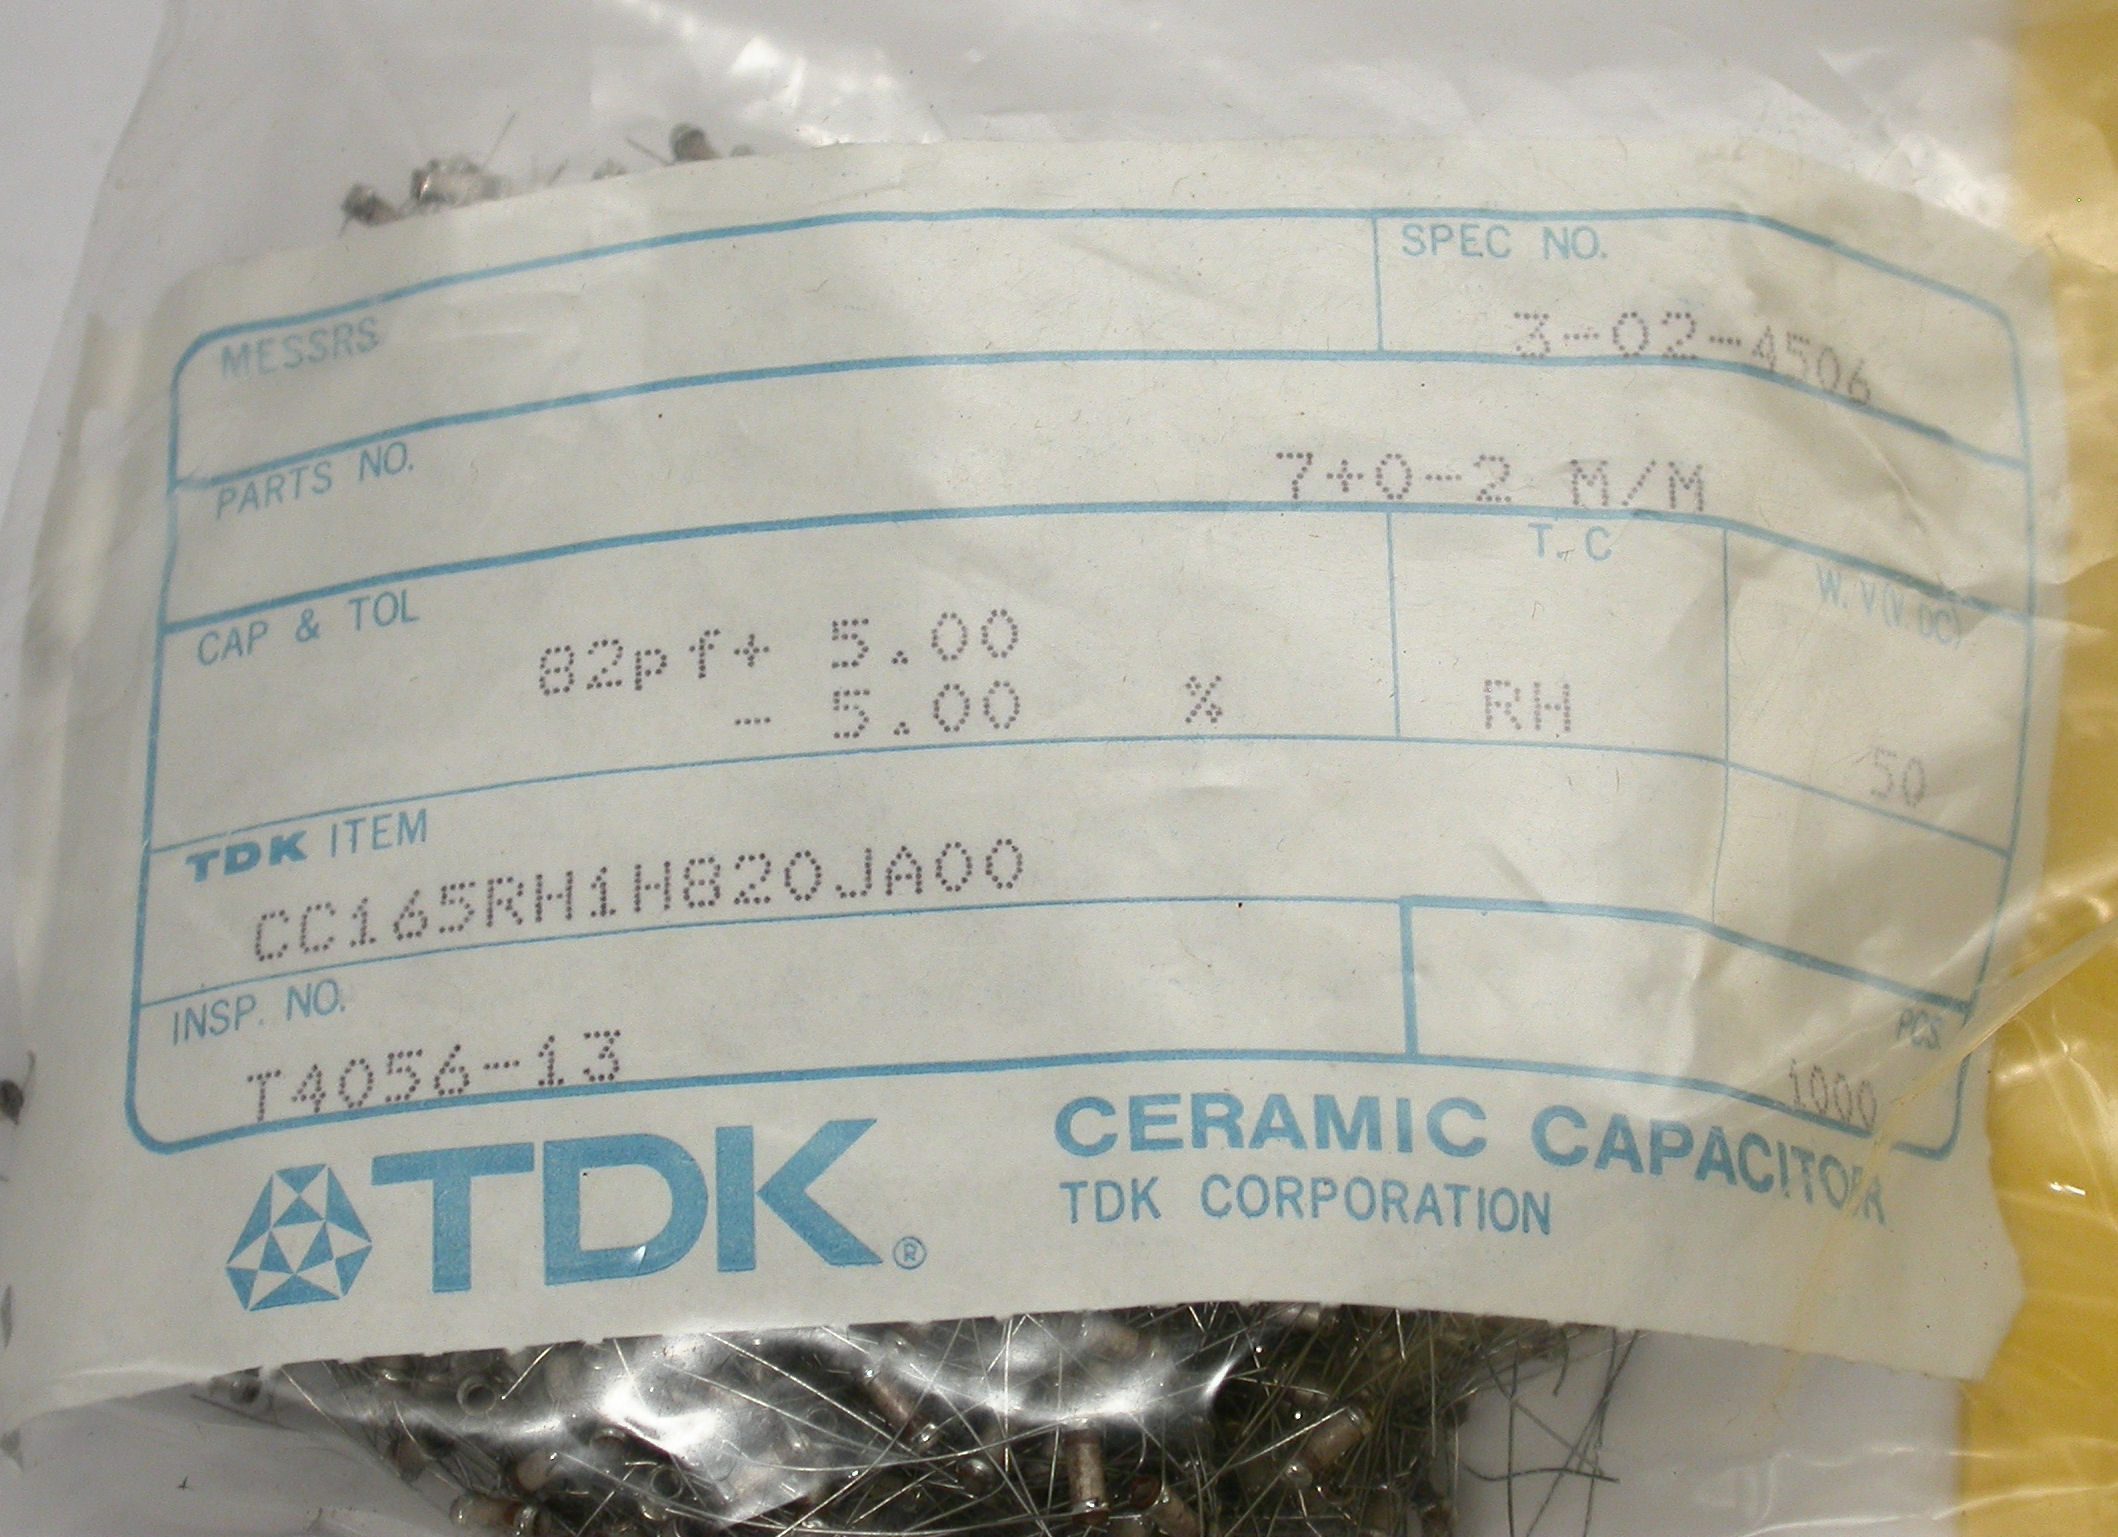 SPEC NO.
3-02-4506
MESSRS
PARTS NO.
7+0-2 M/M
CAP & TOL
82pf+ 5.00
- 5.00 %
T. C
RH
W. V (V. DC)
50
TDK ITEM
CC165RH1H820JA00
INSP. NO.
T4056-13
PCS.
1000
TDK®
CERAMIC CAPACITOR
TDK CORPORATION